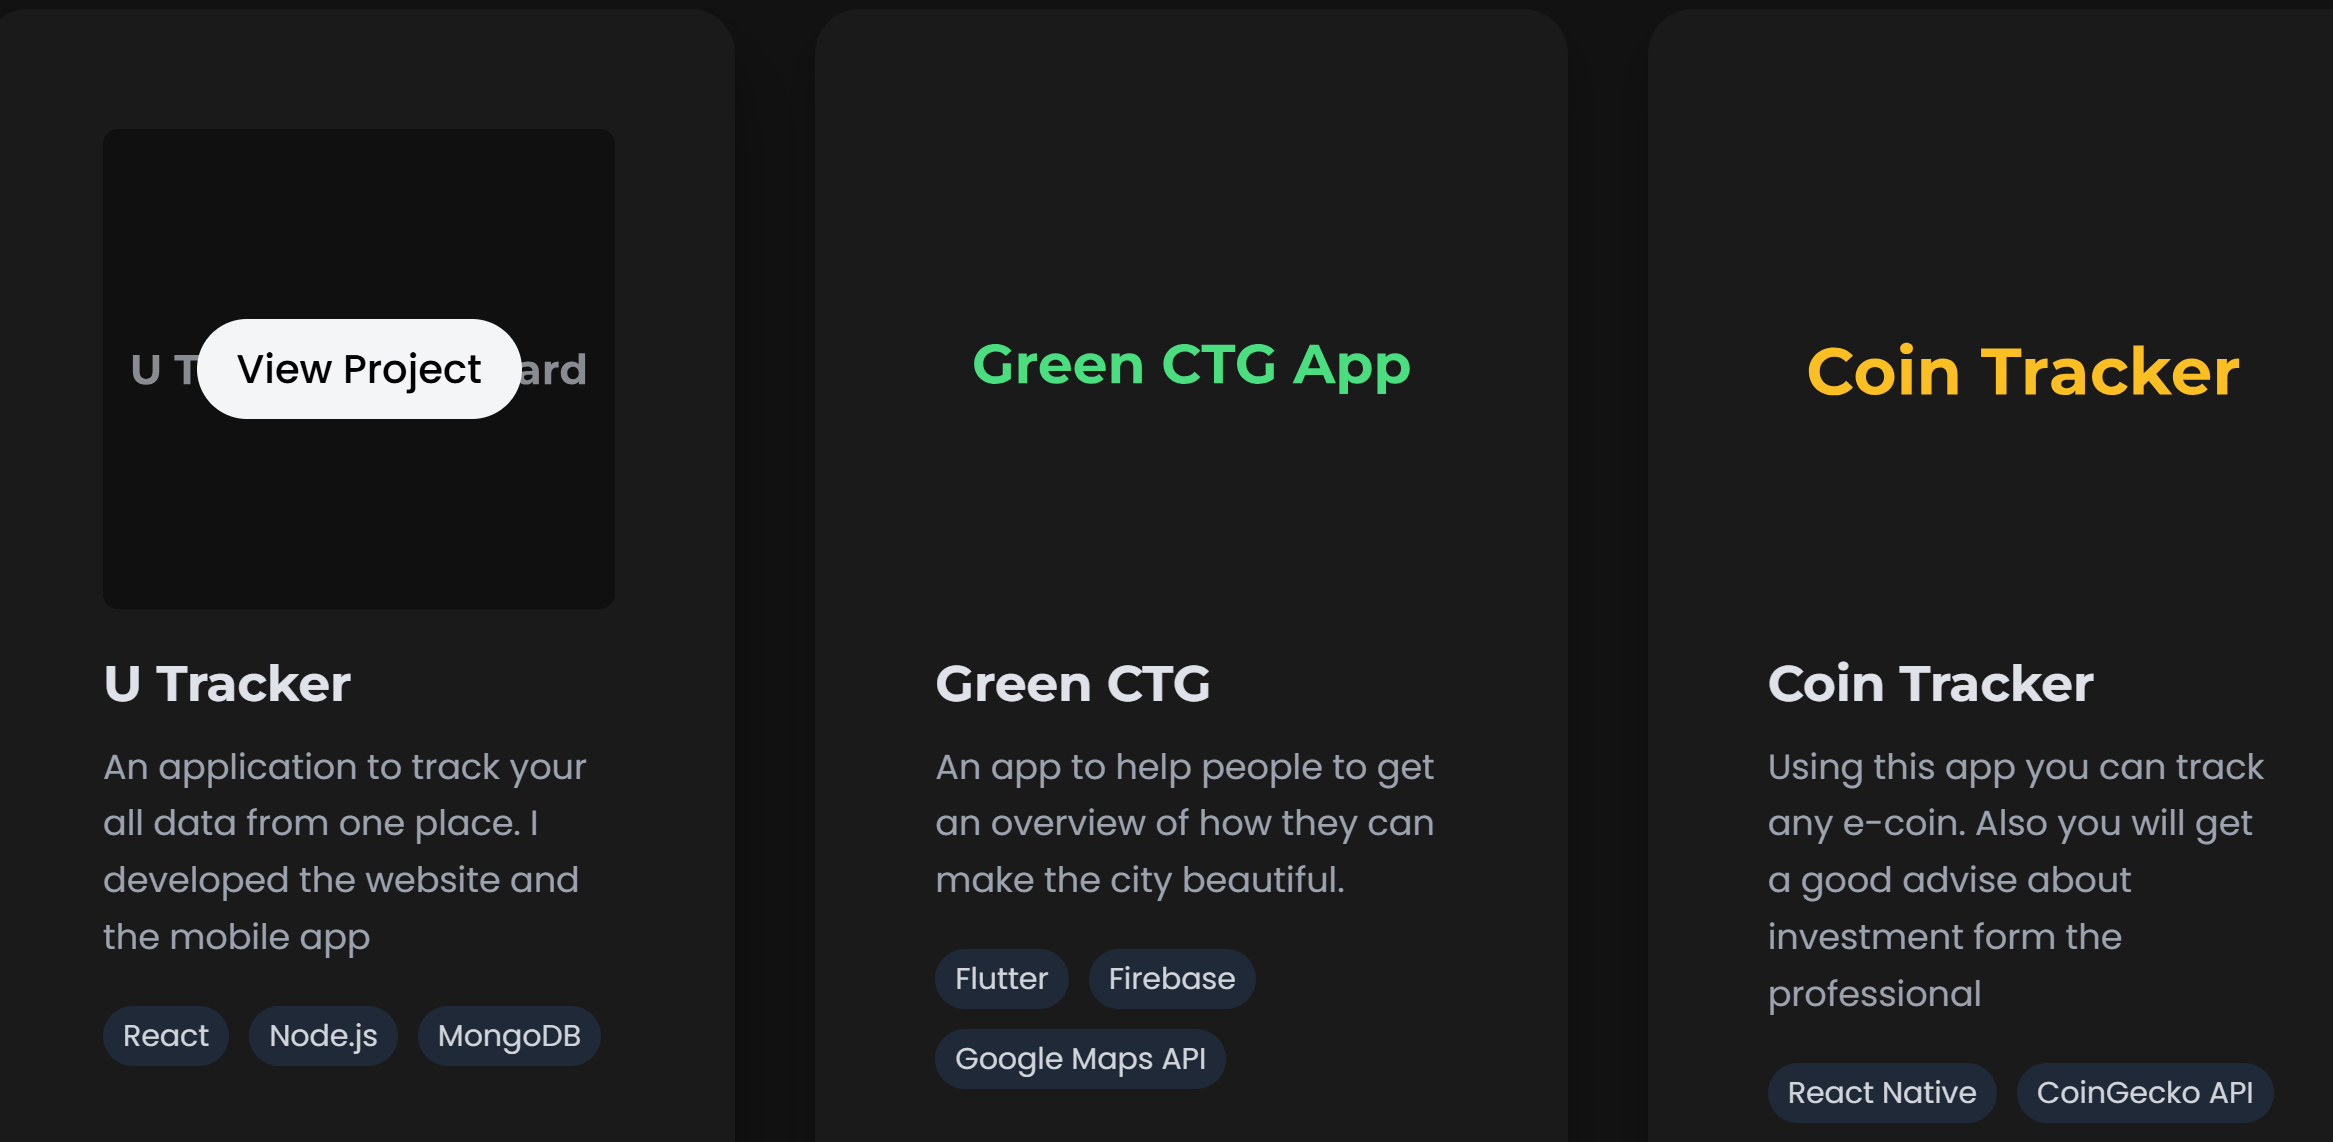 U T
View Project
ard
U Tracker
An application to track your
all data from one place. I
developed the website and
the mobile app
React
Node.js
MongoDB
Green CTG App
Green CTG
An app to help people to get
an overview of how they can
make the city beautiful.
Flutter
Firebase
Google Maps API
Coin Tracker
Coin Tracker
Using this app you can track
any e-coin. Also you will get
a good advise about
investment form the
professional
React Native
CoinGecko API